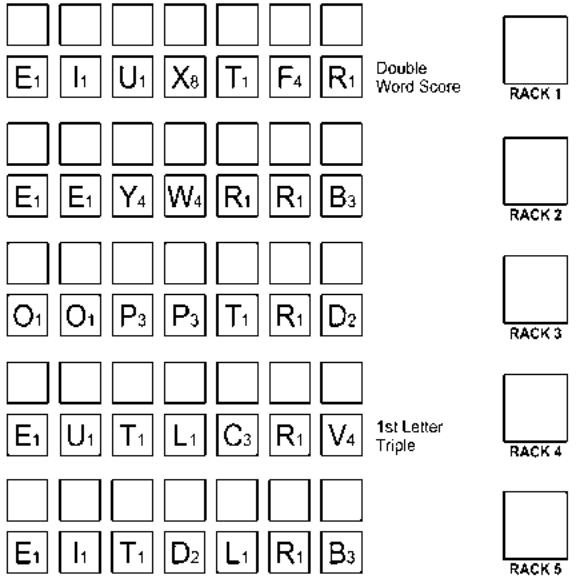 E1 I1 U1 X8 T1 F4 R1
Double
Word Score
RACK 1
E1 E1 Y4 W4 R1 R1 B3
RACK 2
O1 O1 P3 P3 T1 R1 D2
RACK 3
E1 U1 T1 L1 C3 R1 V4
1st Letter
Triple
RACK 4
E1 I1 T1 D2 L1 R1 B3
RACK 5